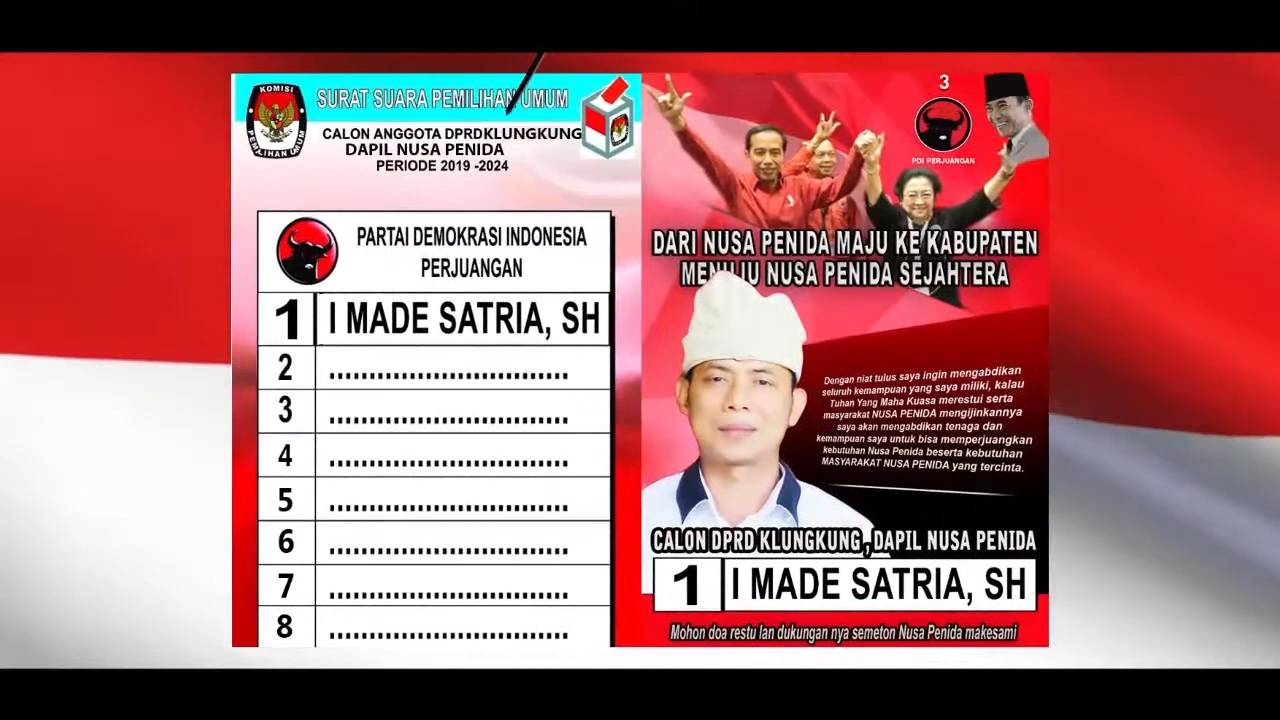 KOMISI
PEMILIHAN UMUM
SURAT SUARA PEMILIHAN UMUM
CALON ANGGOTA DPRDKLUNGKUNG
DAPIL NUSA PENIDA
PERIODE 2019 -2024
PARTAI DEMOKRASI INDONESIA
PERJUANGAN
1 I MADE SATRIA, SH
2 ..............................
3 ..............................
4 ..............................
5 ..............................
6 ..............................
7 ..............................
8 ..............................
3
PDI PERJUANGAN
DARI NUSA PENIDA MAJU KE KABUPATEN
MENUJU NUSA PENIDA SEJAHTERA
Dengan niat tulus saya ingin mengabdikan
seluruh kemampuan yang saya miliki, kalau
Tuhan Yang Maha Kuasa merestui serta
masyarakat NUSA PENIDA mengijinkannya
saya akan mengabdikan tenaga dan
kemampuan saya untuk bisa memperjuangkan
kebutuhan Nusa Penida beserta kebutuhan
MASYARAKAT NUSA PENIDA yang tercinta.
CALON DPRD KLUNGKUNG , DAPIL NUSA PENIDA
1 I MADE SATRIA, SH
Mohon doa restu lan dukungan nya semeton Nusa Penida makesami